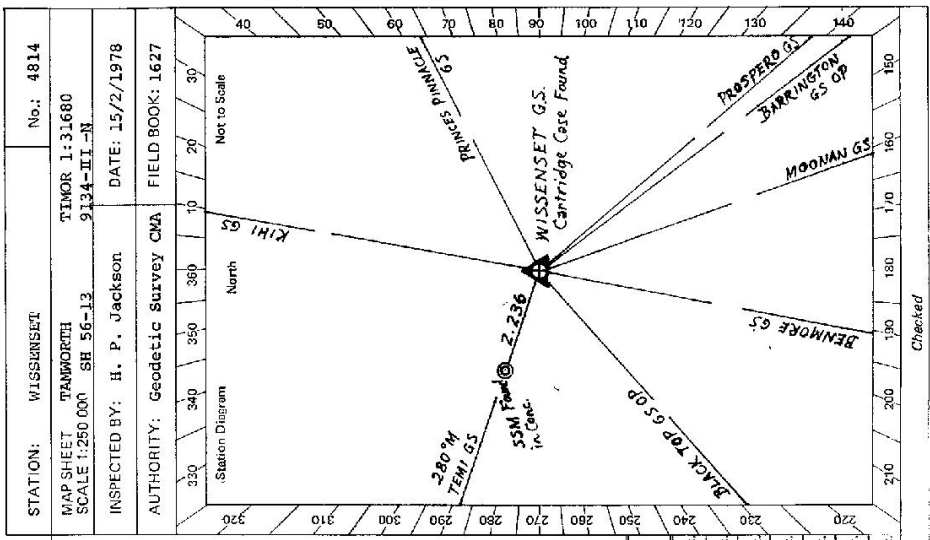 STATION: WISSENSET No.: 4814
MAP SHEET TAMWORTH TIMOR 1:31680
SCALE 1:250 000 SH 56-13 9134-III-N
INSPECTED BY: H. P. Jackson DATE: 15/2/1978
AUTHORITY: Geodetic Survey CMA FIELD BOOK: 1627
330 340 350 360 10 20 30
Station Diagram
North
Not to Scale
40
50
60
70
80
90
100
110
120
130
140
KIHI GS
PRINCES PINNACLE
GS
280°M
TEMI GS
SSM Found
in Conc.
2.236
WISSENSET G.S.
Cartridge Case Found
PROSPERO GS
BARRINGTON
GS OP
MOONAN GS
BENMORE GS
BLACK TOP GS OP
320
310
300
290
280
270
260
250
240
230
220
210 200 190 180 170 160 150
Checked